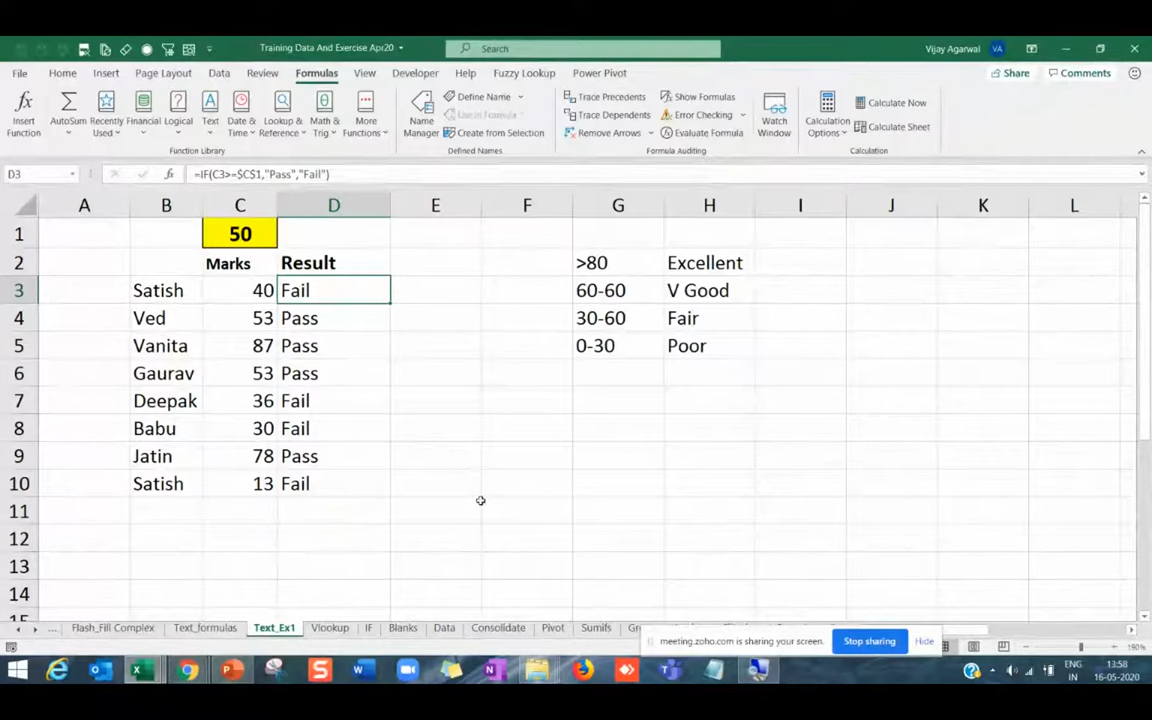 Training Data And Exercise Apr20
Search
Vijay Agarwal VA
File Home Insert Page Layout Data Review Formulas View Developer Help Fuzzy Lookup Power Pivot Share Comments
Insert Function
AutoSum
Recently Used
Financial
Logical
Text
Date & Time
Lookup & Reference
Math & Trig
More Functions
Function Library
Name Manager
Define Name
Use in Formula
Create from Selection
Defined Names
Trace Precedents
Trace Dependents
Remove Arrows
Show Formulas
Error Checking
Evaluate Formula
Formula Auditing
Watch Window
Calculation Options
Calculate Now
Calculate Sheet
Calculation
D3 fx =IF(C3>=$C$1,"Pass","Fail")
A B C D E F G H I J K L
1 50
2 Marks Result >80 Excellent
3 Satish 40 Fail 60-60 V Good
4 Ved 53 Pass 30-60 Fair
5 Vanita 87 Pass 0-30 Poor
6 Gaurav 53 Pass
7 Deepak 36 Fail
8 Babu 30 Fail
9 Jatin 78 Pass
10 Satish 13 Fail
11
12
13
14
... Flash_Fill Complex Text_formulas Text_Ex1 Vlookup IF Blanks Data Consolidate Pivot Sumifs
meeting.zoho.com is sharing your screen. Stop sharing Hide
190%
ENG
IN
13:58
16-05-2020